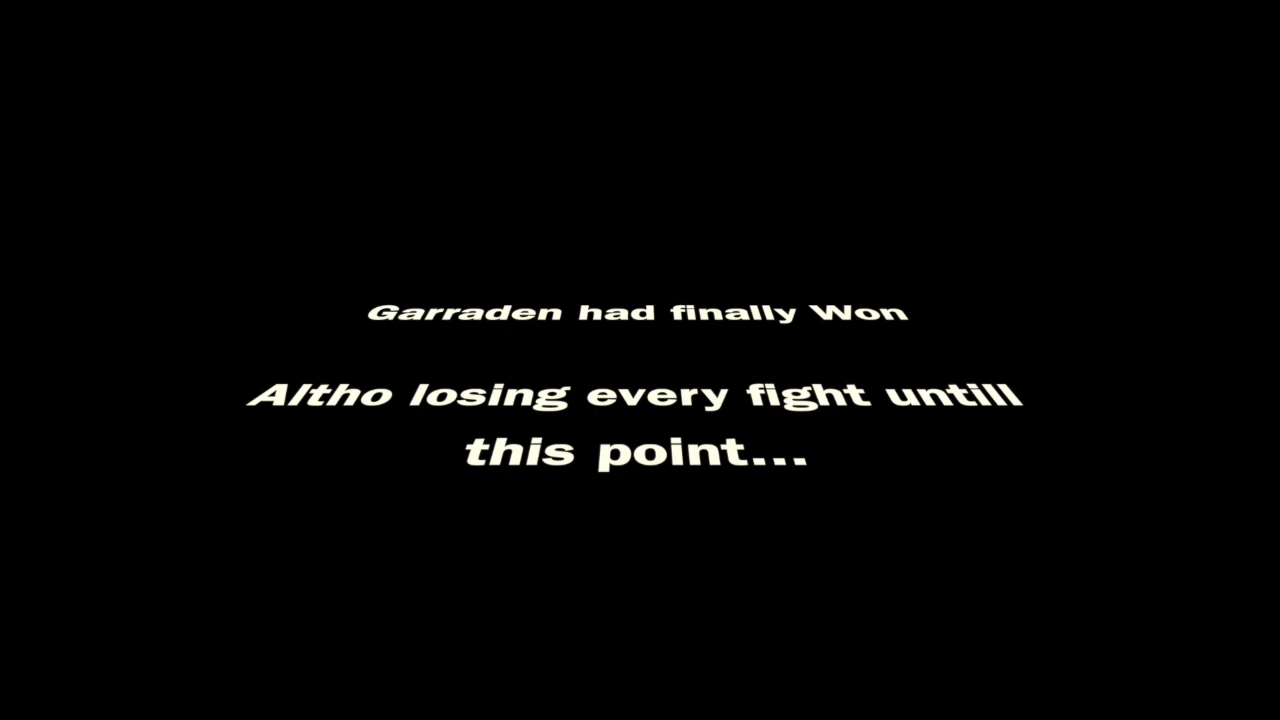 Garraden had finally Won
Altho losing every fight untill
this point...